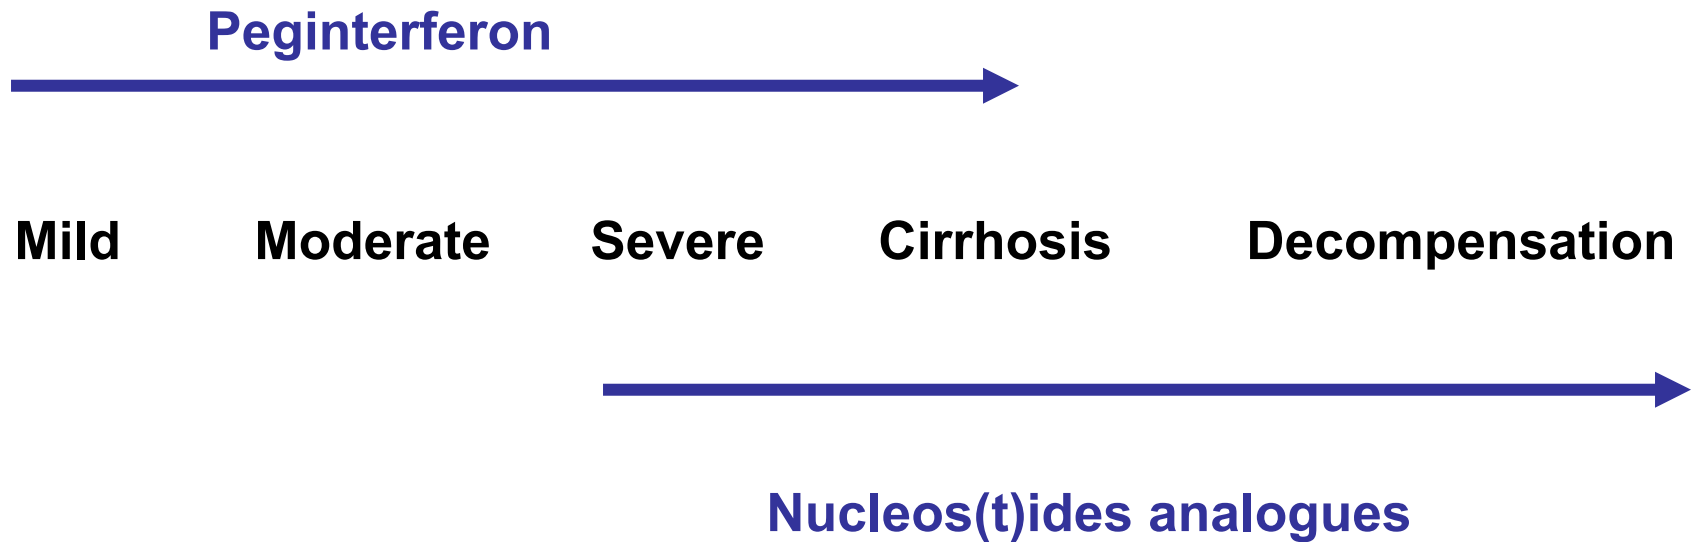 Peginterferon
Mild Moderate Severe Cirrhosis Decompensation
Nucleos(t)ides analogues